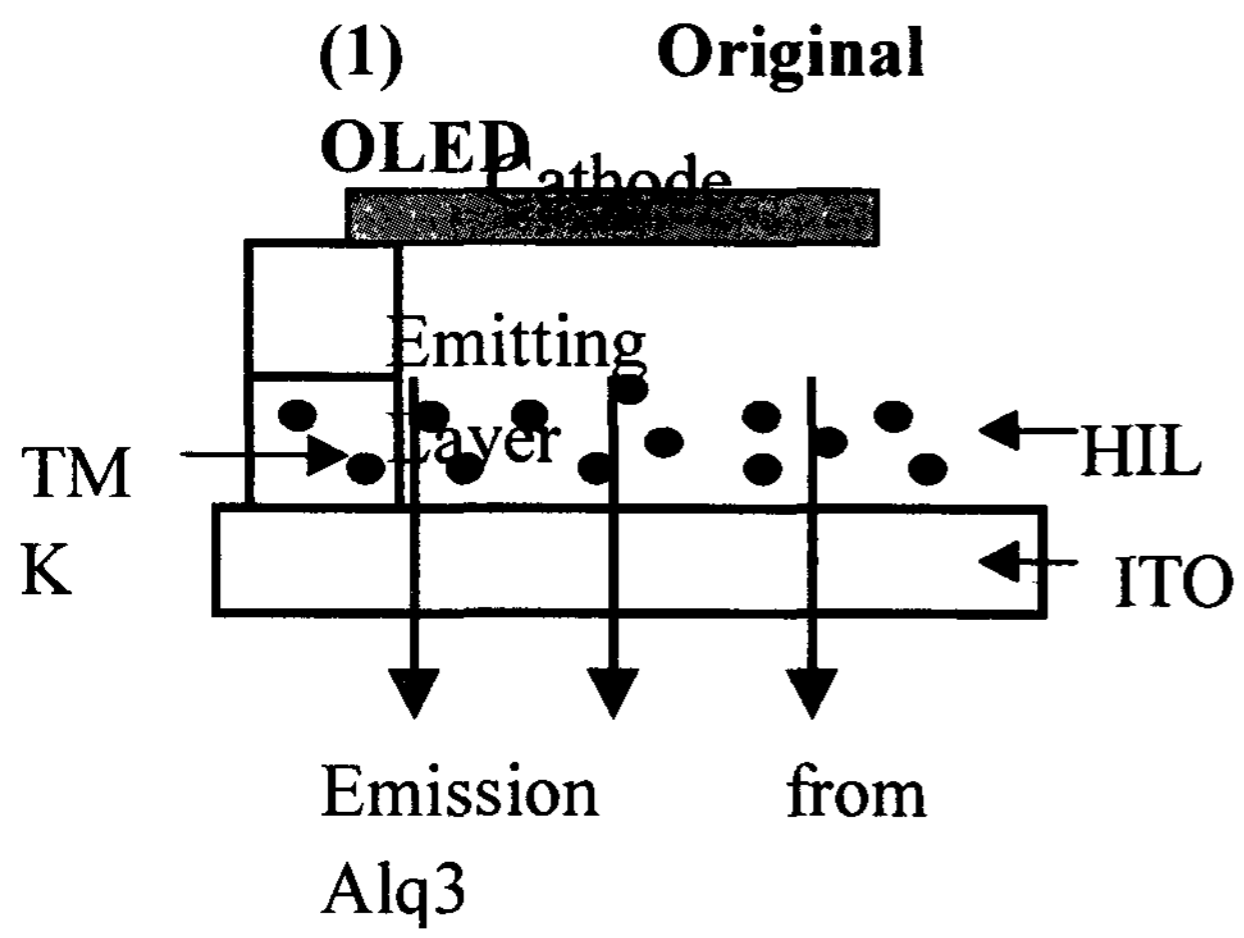 (1) Original
OLED
Cathode
Emitting
Layer
TM
K
HIL
ITO
Emission from
Alq3